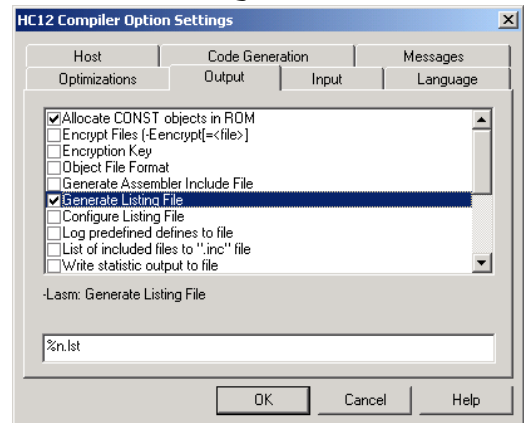 HC12 Compiler Option Settings
Host Code Generation Messages
Optimizations Output Input Language
Allocate CONST objects in ROM
Encrypt Files (-Eencrypt[=<file>]
Encryption Key
Object File Format
Generate Assembler Include File
Generate Listing File
Configure Listing File
Log predefined defines to file
List of included files to ".inc" file
Write statistic output to file
-Lasm: Generate Listing File
%n.lst
OK Cancel Help